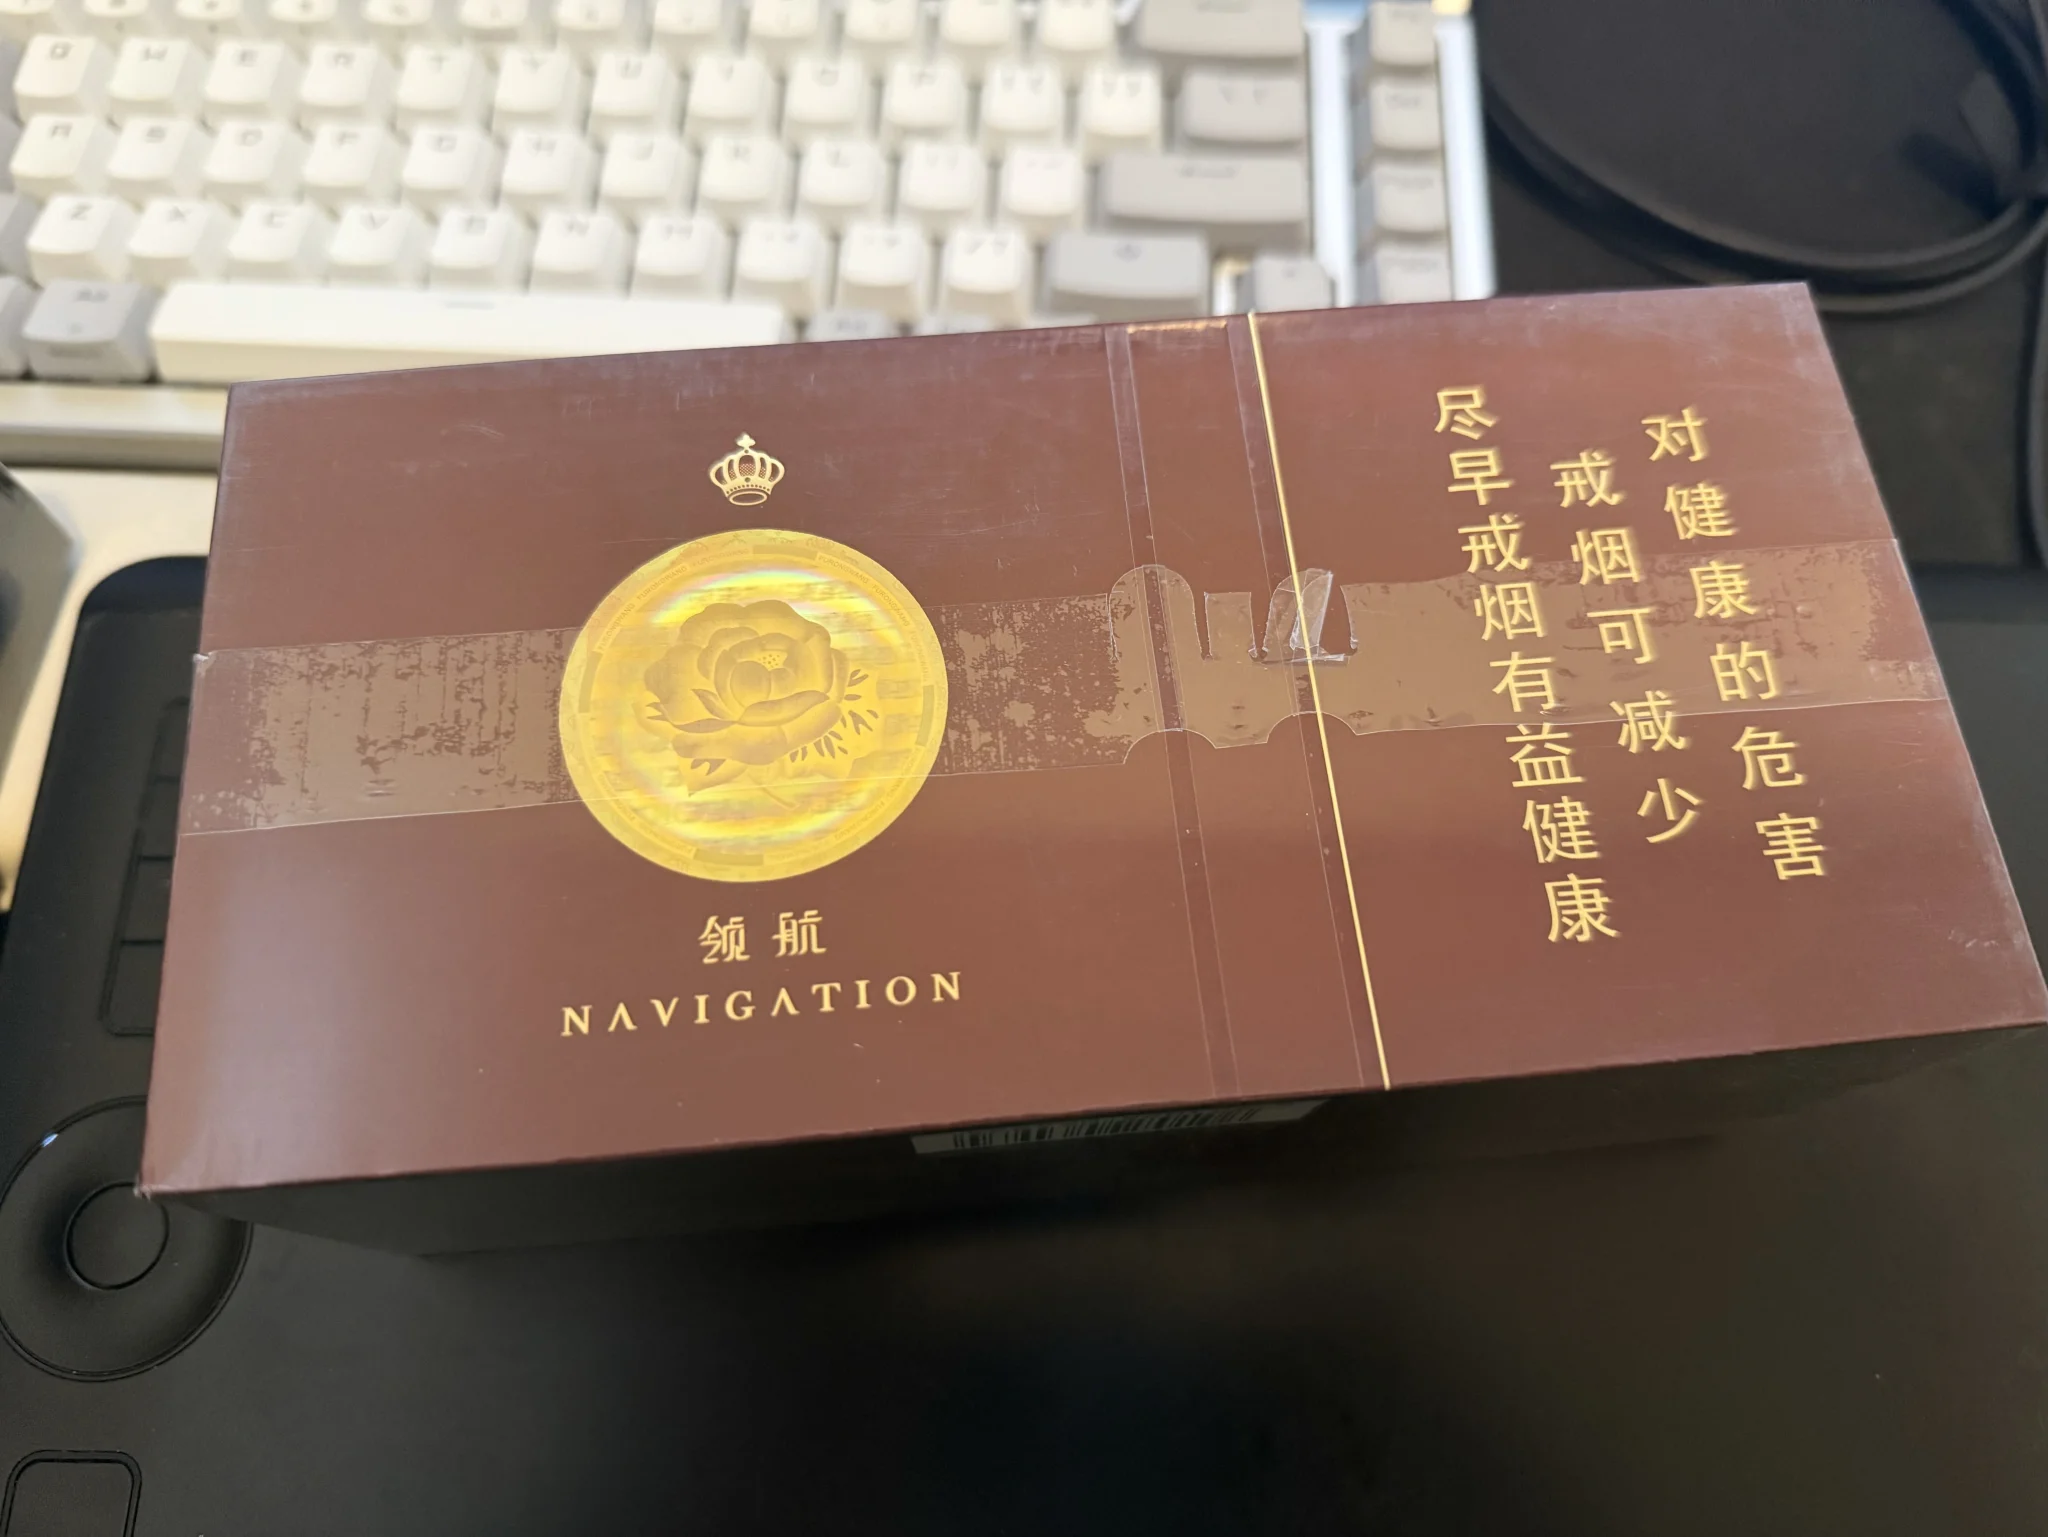 Q W E R T Y U I O P
A S D F G H J K L
Z X C V B N M
领航
NAVIGATION
尽早戒烟有益健康
戒烟可减少
对健康的危害